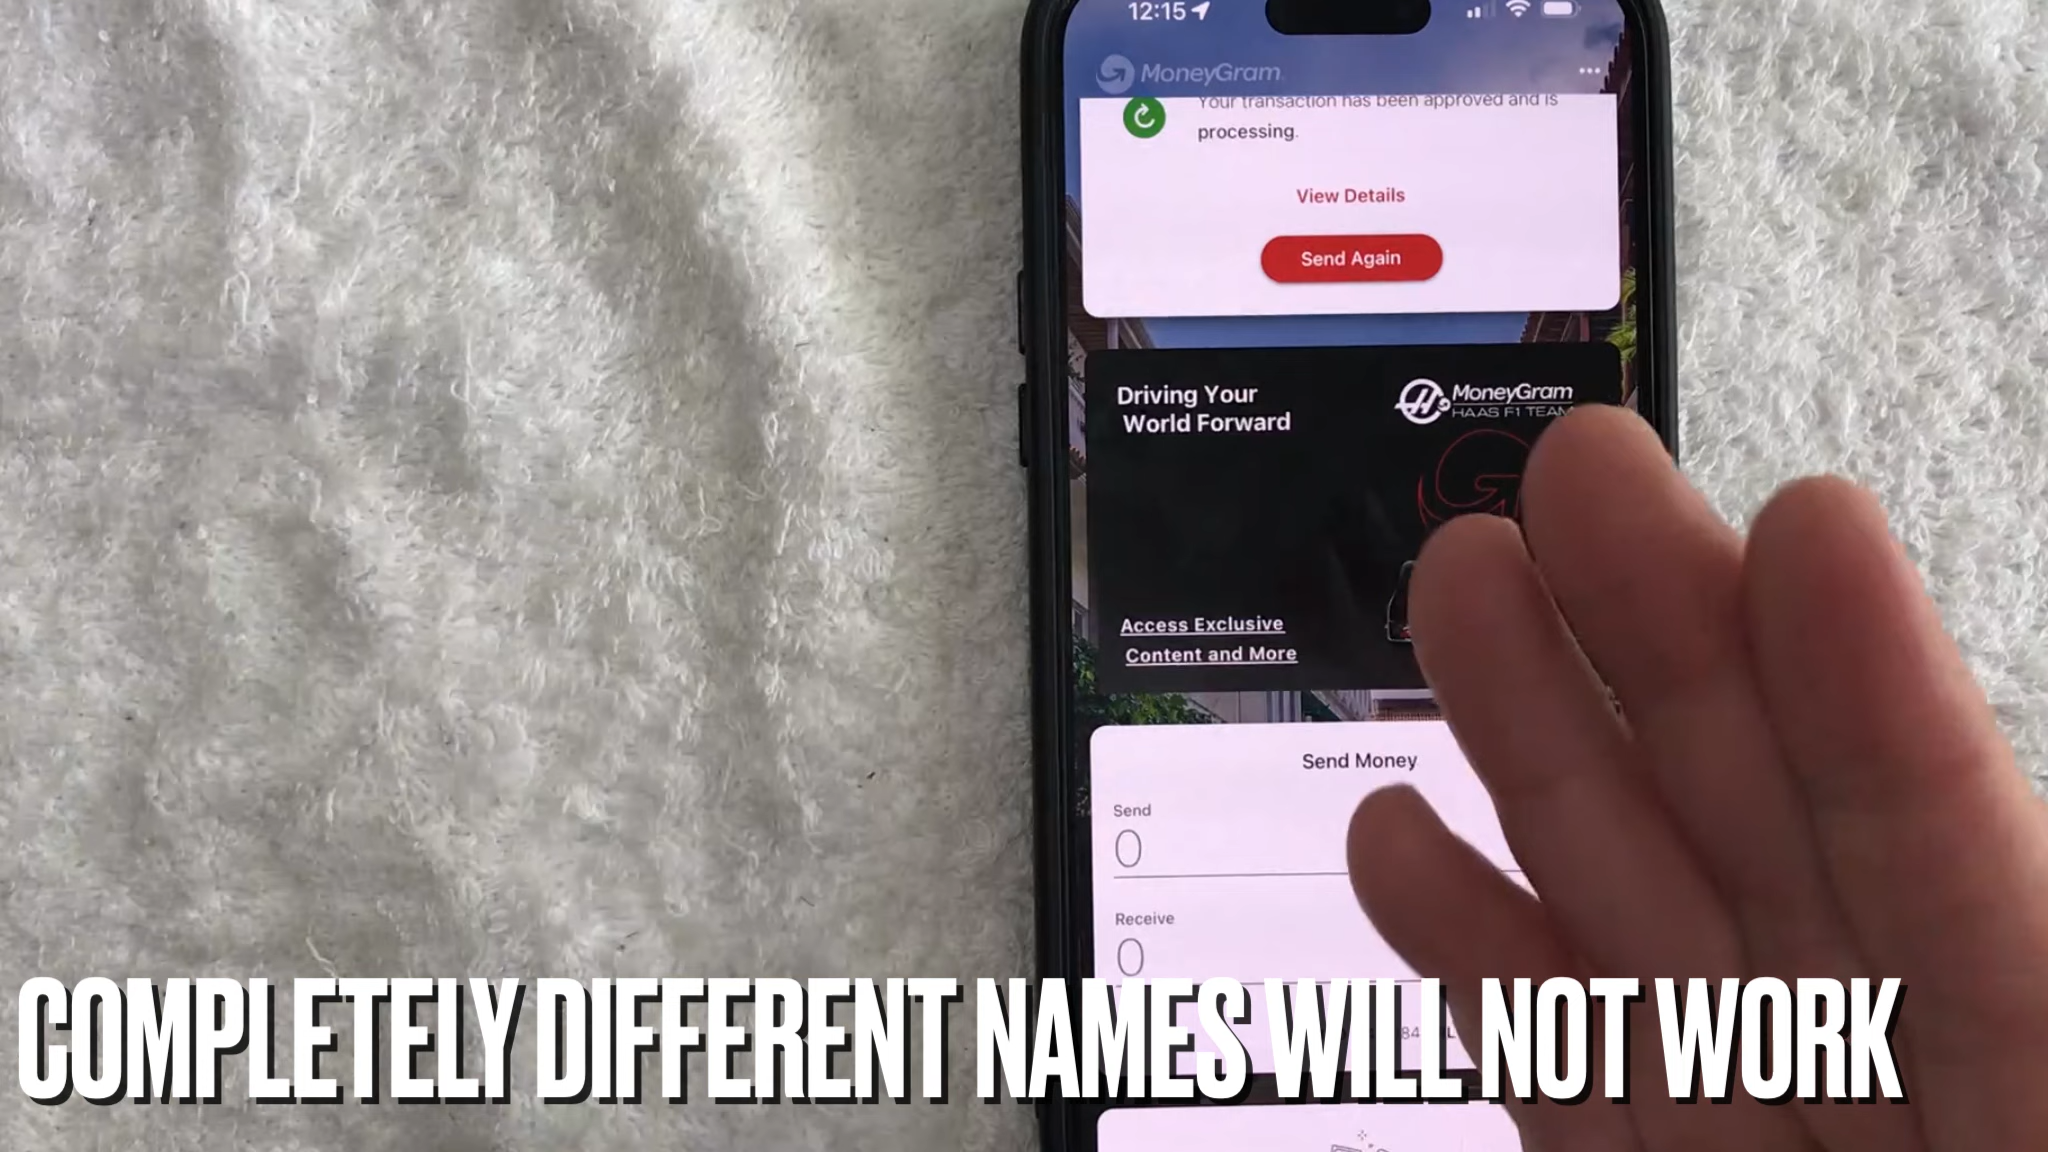 12:15
MoneyGram
Your transaction has been approved and is
processing.
View Details
Send Again
Driving Your
World Forward
MoneyGram
HAAS F1 TEAM
Access Exclusive
Content and More
Send Money
Send
0
Receive
0
COMPLETELY DIFFERENT NAMES WILL NOT WORK